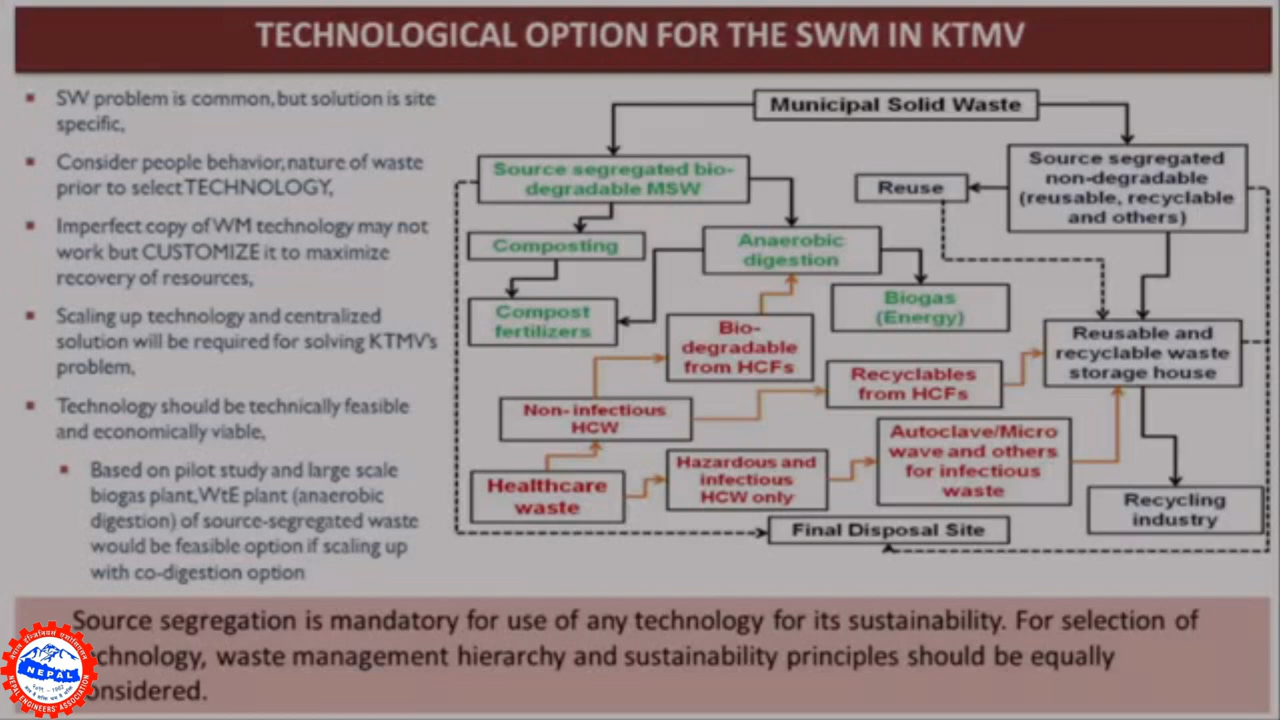 TECHNOLOGICAL OPTION FOR THE SWM IN KTMV
SW problem is common, but solution is site
specific,
Consider people behavior, nature of waste
prior to select TECHNOLOGY,
Imperfect copy of WM technology may not
work but CUSTOMIZE it to maximize
recovery of resources,
Scaling up technology and centralized
solution will be required for solving KTMV's
problem,
Technology should be technically feasible
and economically viable,
Based on pilot study and large scale
biogas plant, WtE plant (anaerobic
digestion) of source-segregated waste
would be feasible option if scaling up
with co-digestion option
Municipal Solid Waste
Source segregated bio-
degradable MSW
Reuse
Source segregated
non-degradable
(reusable, recyclable
and others)
Composting
Anaerobic
digestion
Compost
fertilizers
Biogas
(Energy)
Bio-
degradable
from HCFs
Reusable and
recyclable waste
storage house
Recyclables
from HCFs
Non-infectious
HCW
Healthcare
waste
Hazardous and
infectious
HCW only
Autoclave/Micro
wave and others
for infectious
waste
Recycling
industry
Final Disposal Site
Source segregation is mandatory for use of any technology for its sustainability. For selection of
chnology, waste management hierarchy and sustainability principles should be equally
onsidered.
NEPAL
NEPAL ENGINEERS' ASSOCIATION